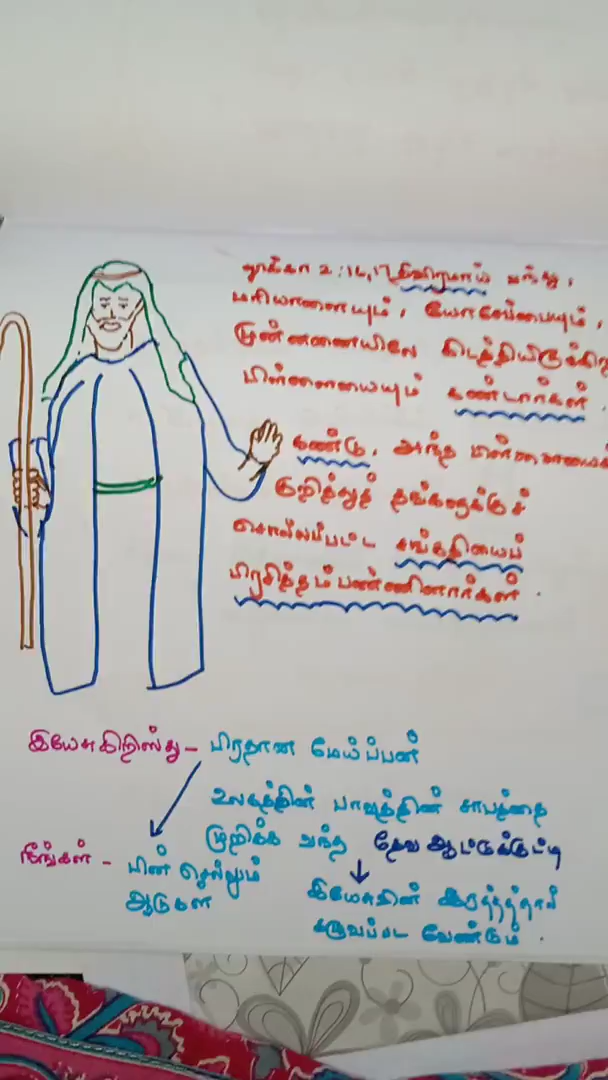 லூக்கா 2:16,17 தீவிரமாய் வந்து,
மரியாளையும், யோசேப்பையும்,
முன்னணையிலே கிடத்தியிருக்கிற
பிள்ளையையும் கண்டார்கள்.
கண்டு, அந்த பிள்ளையைக்
குறித்துத் தங்களுக்குச்
சொல்லப்பட்ட சங்கதியைப்
பிரசித்தம்பண்ணினார்கள்.
இயேசுகிறிஸ்து - பிரதான மேய்ப்பன்
உலகத்தின் பாவத்தின் சாபத்தை
முறிக்க வந்த தேவ ஆட்டுக்குட்டி
நீங்கள் - பின் செல்லும்
ஆடுகள்
இயேசுவின் இரத்தத்தால்
கழுவப்பட வேண்டும்.